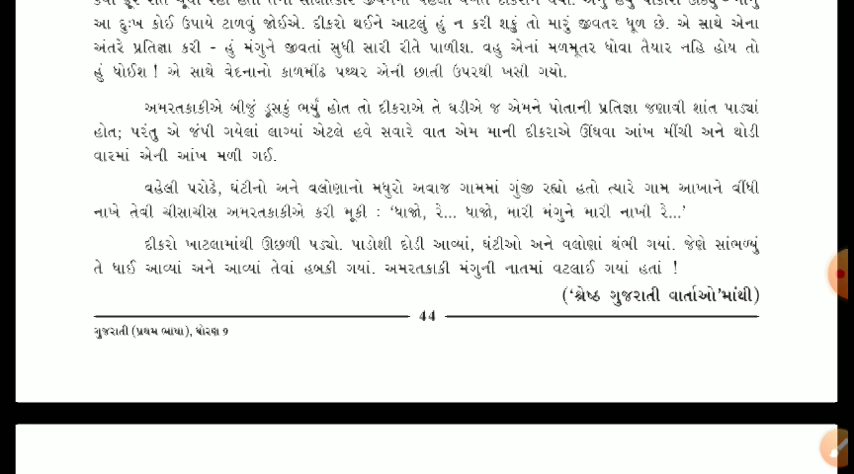 આ દુઃખ કોઈ ઉપાયે ટાળવું જોઈએ. દીકરો થઈને આટલું હું ન કરી શકું તો મારું જીવતર ધૂળ છે. એ સાથે એના
અંતરે પ્રતિજ્ઞા કરી - હું મંગુને જીવતાં સુધી સારી રીતે પાળીશ. વહુ એનાં મળમૂતર ધોવા તૈયાર નહિ હોય તો
હું ધોઈશ ! એ સાથે વેદનાનો કાળમીંઢ પથ્થર એની છાતી ઉપરથી ખસી ગયો.
અમરતકાકીએ બીજું ડૂસકું ભર્યું હોત તો દીકરાએ તે ઘડીએ જ એમને પોતાની પ્રતિજ્ઞા જણાવી શાંત પાડ્યાં
હોત; પરંતુ એ જંપી ગયેલાં લાગ્યાં એટલે હવે સવારે વાત એમ માની દીકરાએ ઊંઘવા આંખ મીંચી અને થોડી
વારમાં એની આંખ મળી ગઈ.
વહેલી પરોઢે, ઘંટીનો અને વલોણાનો મધુરો અવાજ ગામમાં ગુંજી રહ્યો હતો ત્યારે ગામ આખાને વીંધી
નાખે તેવી ચીસાચીસ અમરતકાકીએ કરી મૂકી : ‘ધાજો, રે... ધાજો, મારી મંગુને મારી નાખી રે...’
દીકરો ખાટલામાંથી ઊછળી પડ્યો. પાડોશી દોડી આવ્યાં, ઘંટીઓ અને વલોણાં થંભી ગયાં. જેણે સાંભળ્યું
તે ધાઈ આવ્યાં અને આવ્યાં તેવાં હબકી ગયાં. અમરતકાકી મંગુની નાતમાં વટલાઈ ગયાં હતાં !
(‘શ્રેષ્ઠ ગુજરાતી વાર્તાઓ’માંથી)
44
ગુજરાતી (પ્રથમ ભાષા), ધોરણ 9